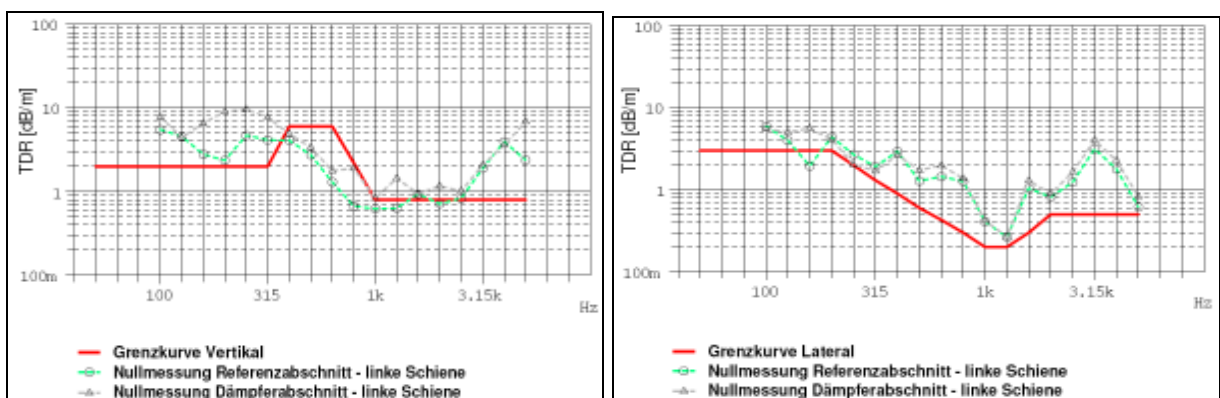 100
10
1
100m
TDR [dB/m]
100 315 1k 3.15k
Hz
Grenzkurve Vertikal
Nullmessung Referenzabschnitt - linke Schiene
Nullmessung Dämpferabschnitt - linke Schiene
100
10
1
100m
TDR [dB/m]
100 315 1k 3.15k
Hz
Grenzkurve Lateral
Nullmessung Referenzabschnitt - linke Schiene
Nullmessung Dämpferabschnitt - linke Schiene